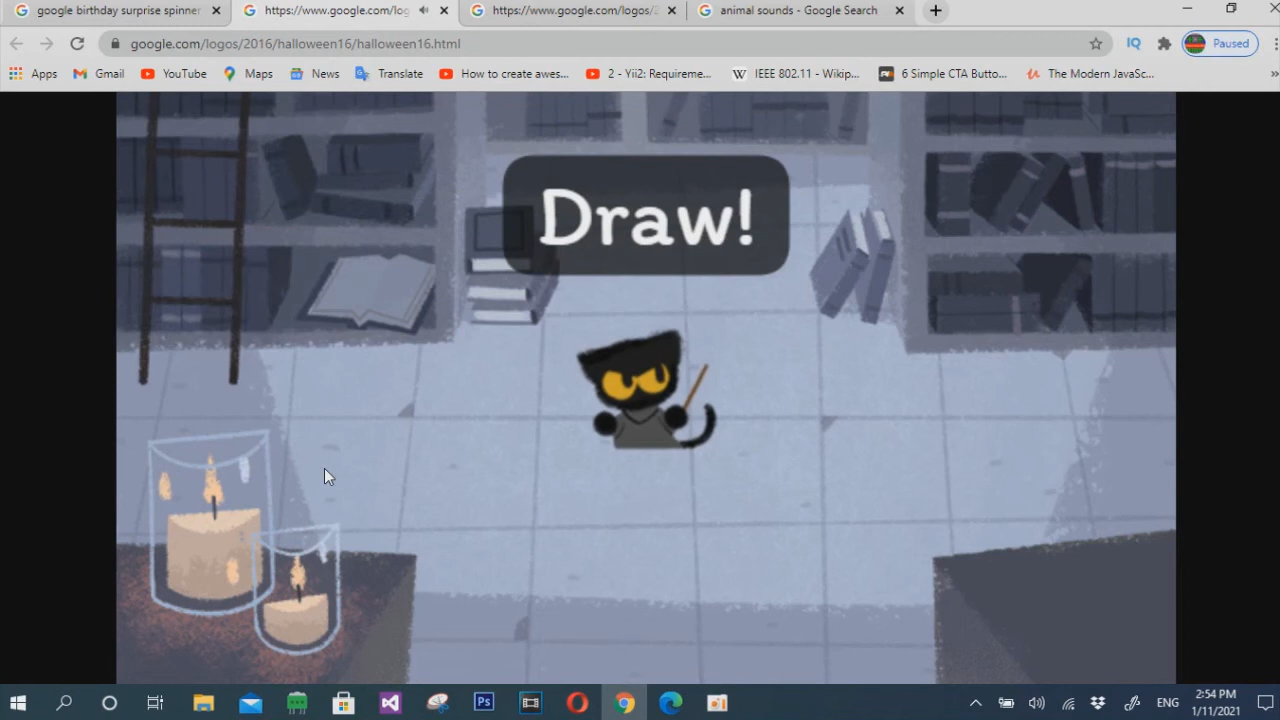 google birthday surprise spinner
https://www.google.com/log
https://www.google.com/logos/2
animal sounds - Google Search
google.com/logos/2016/halloween16/halloween16.html
IQ
Paused
Apps
Gmail
YouTube
Maps
News
Translate
How to create awes...
2 - Yii2: Requireme...
W
IEEE 802.11 - Wikip...
6 Simple CTA Butto...
The Modern JavaSc...
Draw!
Ps
ENG
2:54 PM
1/11/2021